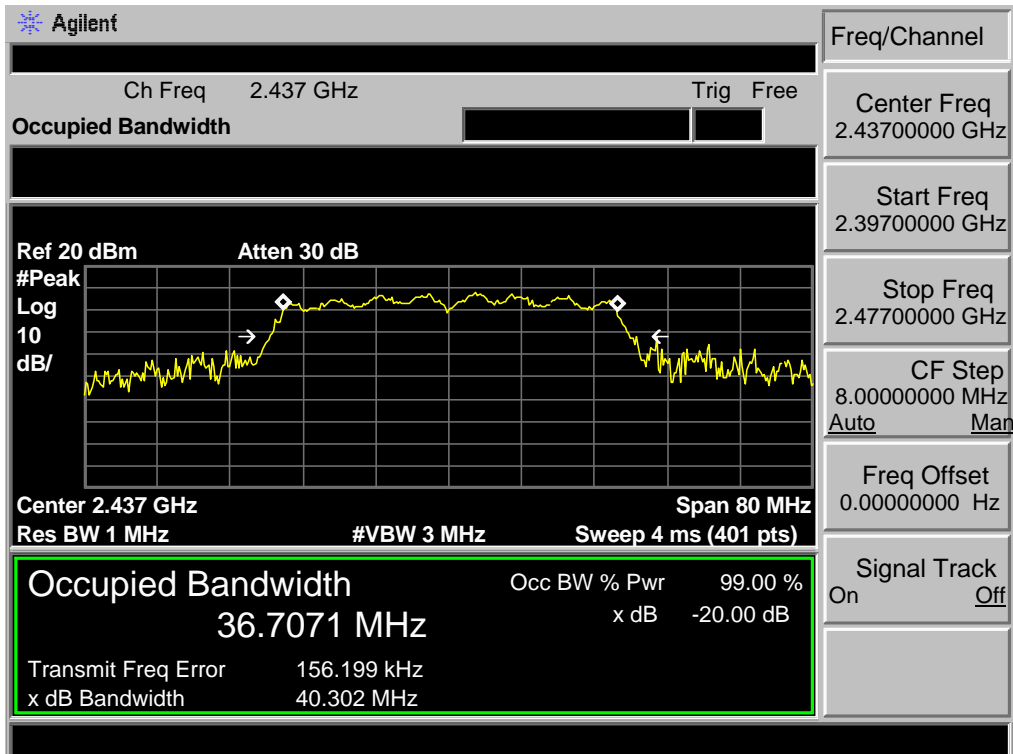 Agilent
Freq/Channel
Ch Freq 2.437 GHz Trig Free
Occupied Bandwidth
Center Freq
2.43700000 GHz
Start Freq
2.39700000 GHz
Stop Freq
2.47700000 GHz
CF Step
8.00000000 MHz
Auto Man
Freq Offset
0.00000000 Hz
Signal Track
On Off
Ref 20 dBm Atten 30 dB
#Peak
Log
10
dB/
Center 2.437 GHz Span 80 MHz
Res BW 1 MHz #VBW 3 MHz Sweep 4 ms (401 pts)
Occupied Bandwidth
36.7071 MHz
Occ BW % Pwr 99.00 %
x dB -20.00 dB
Transmit Freq Error 156.199 kHz
x dB Bandwidth 40.302 MHz